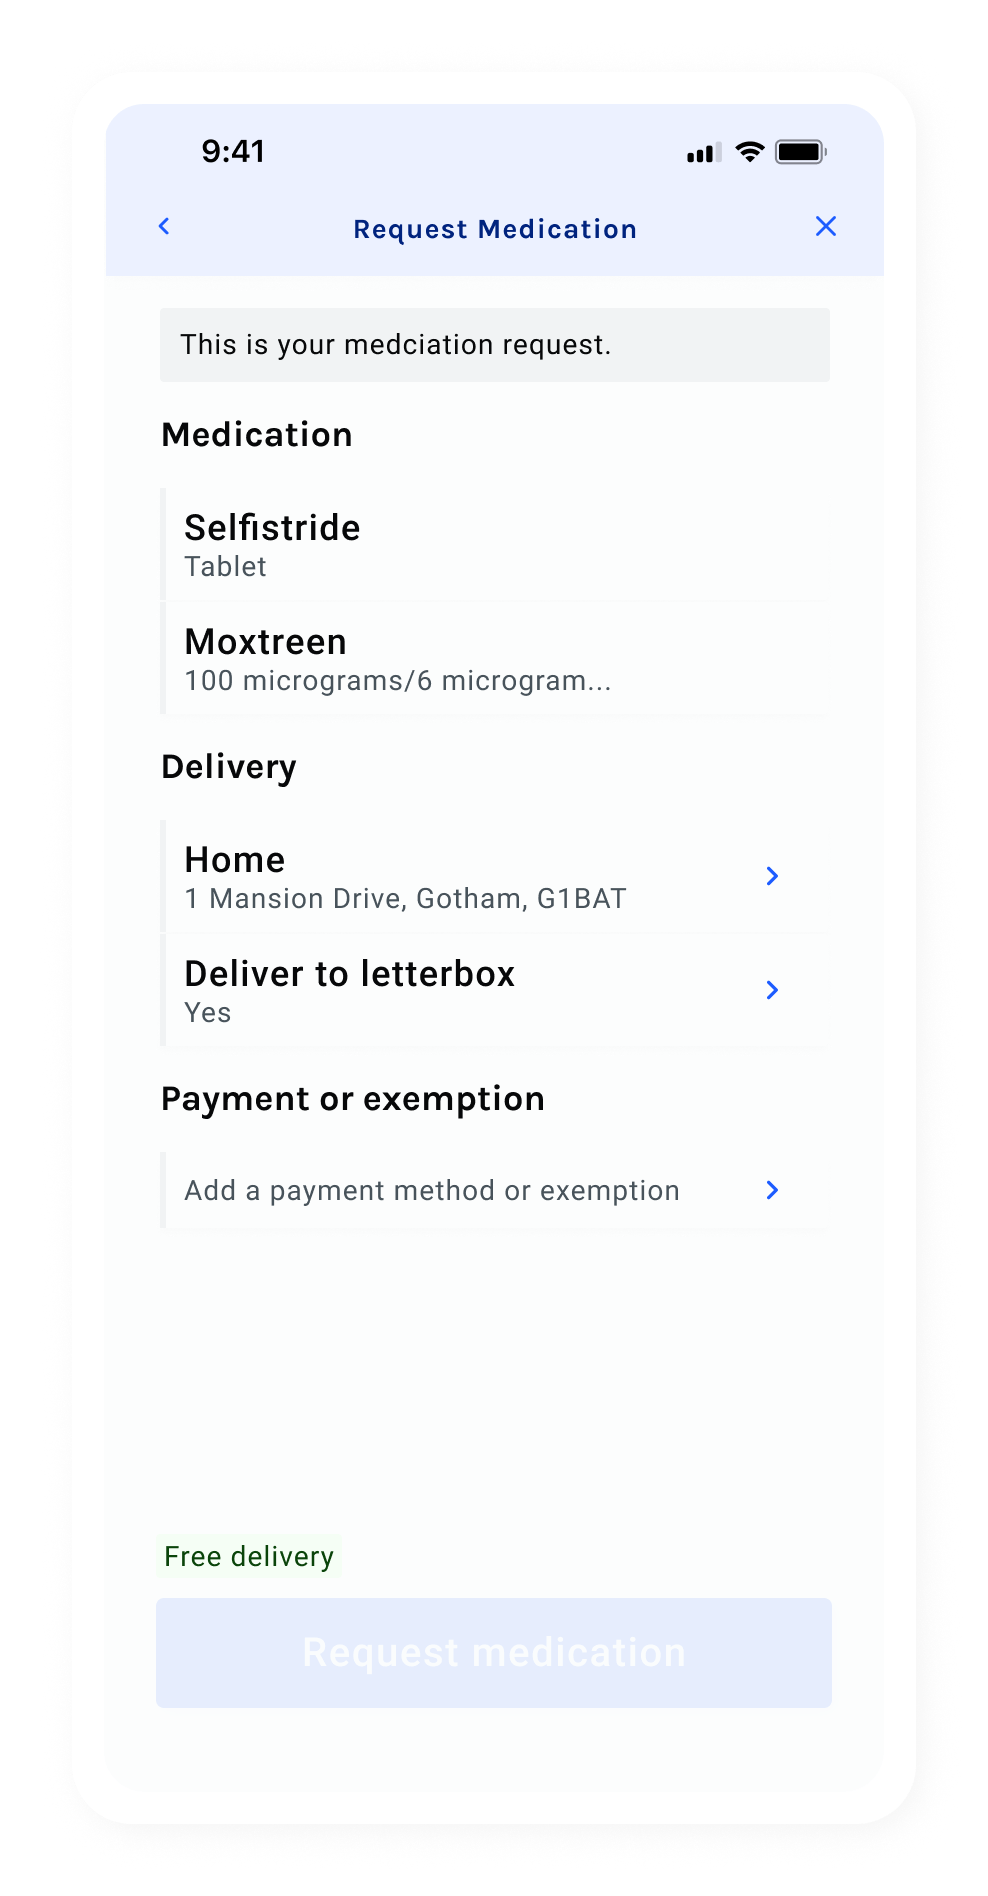 9:41
Request Medication
This is your medciation request.
Medication
Selfistride
Tablet
Moxtreen
100 micrograms/6 microgram...
Delivery
Home
1 Mansion Drive, Gotham, G1BAT
Deliver to letterbox
Yes
Payment or exemption
Add a payment method or exemption
Free delivery
Request medication